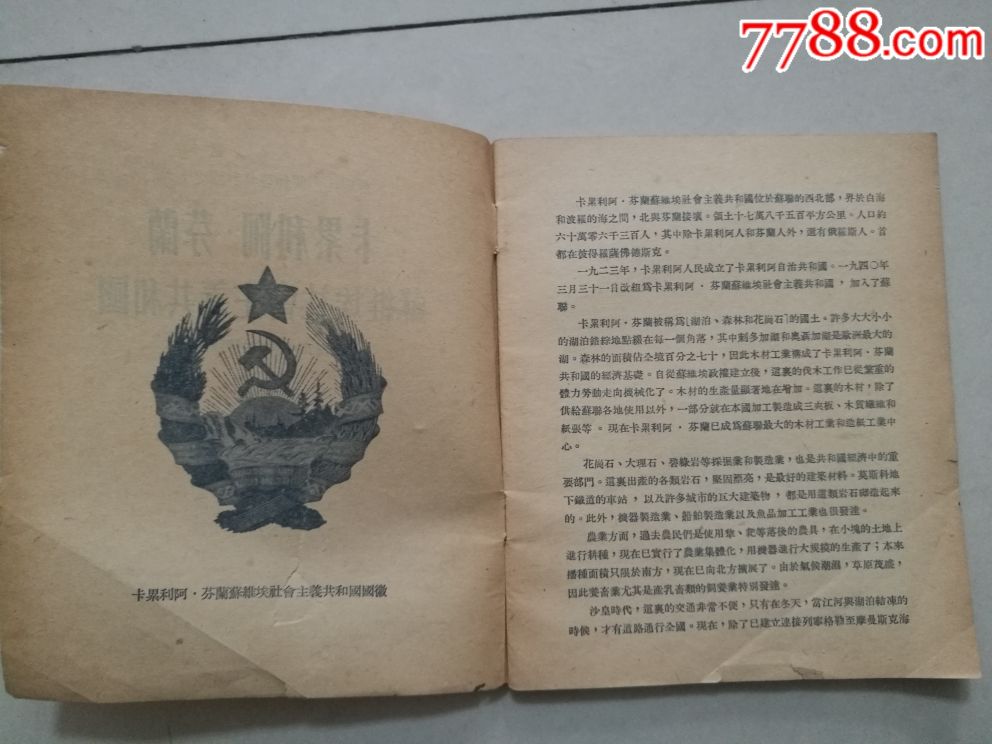 7788.com
卡累利阿·芬蘭蘇維埃社會主義共和國國徽
卡累利阿·芬蘭蘇維埃社會主義共和國位於蘇聯的西北部,界於白海
和波羅的海之間,北與芬蘭接壤。領土十七萬八千五百平方公里。人口約
六十萬零六千三百人,其中除卡累利阿人和芬蘭人外,還有俄羅斯人。首
都在彼得羅薩佛德斯克。
一九二三年,卡累利阿人民成立了卡累利阿自治共和國。一九四〇年
三月三十一日改組爲卡累利阿·芬蘭蘇維埃社會主義共和國,加入了蘇
聯。
卡累利阿·芬蘭被稱爲「湖泊、森林和花崗石」的國土。許多大大小小
的湖泊錯綜地點綴在每一個角落,其中剌多加湖和奧聶加湖是歐洲最大的
湖。森林的面積佔全境百分之七十,因此木材工業構成了卡累利阿·芬蘭
共和國的經濟基礎。自從蘇維埃政權建立後,這裏的伐木工作已從繁重的
體力勞動走向機械化了。木材的生產量顯著地在增加。這裏的木材,除了
供給蘇聯各地使用以外,一部分就在本國加工製造成三夾板、木質纖維和
紙張等。現在卡累利阿·芬蘭已成爲蘇聯最大的木材工業和造紙工業中
心。
花崗石、大理石、碧綠岩等採掘業和製造業,也是共和國經濟中的重
要部門。這裏出產的各類岩石,堅固漂亮,是最好的建築材料。莫斯科地
下鐵道的車站,以及許多城市的巨大建築物,都是用這類岩石砌造起來
的。此外,機器製造業、船舶製造業以及魚品加工工業也很發達。
農業方面,過去農民們是使用犂、耙等落後的農具,在小塊的土地上
進行耕種,現在已實行了農業集體化,用機器進行大規模的生產了;本來
播種面積只限於南方,現在已向北方擴展了。由於氣候潮濕,草原茂盛,
因此養畜業尤其是產乳畜類的飼養業特別發達。
沙皇時代,這裏的交通非常不便,只有在冬天,當江河與湖泊結凍的
時候,才有道路通行全國。現在,除了已建立連接列寧格勒至摩曼斯克海